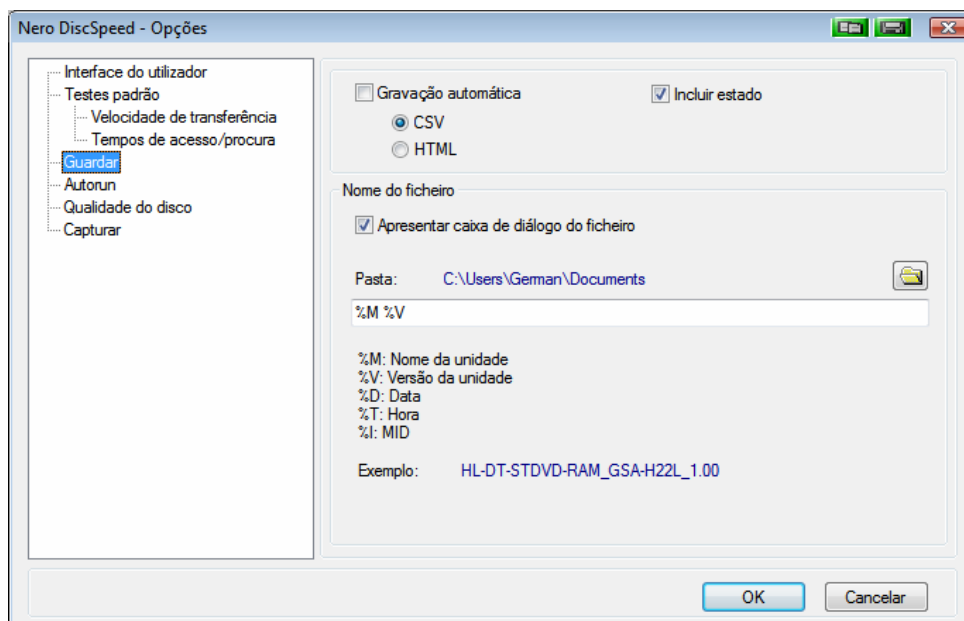 Nero DiscSpeed - Opções
Interface do utilizador
Testes padrão
Velocidade de transferência
Tempos de acesso/procura
Guardar
Autorun
Qualidade do disco
Capturar
Gravação automática
Incluir estado
CSV
HTML
Nome do ficheiro
Apresentar caixa de diálogo do ficheiro
Pasta: C:\Users\German\Documents
%M %V
%M: Nome da unidade
%V: Versão da unidade
%D: Data
%T: Hora
%I: MID
Exemplo: HL-DT-STDVD-RAM_GSA-H22L_1.00
OK
Cancelar